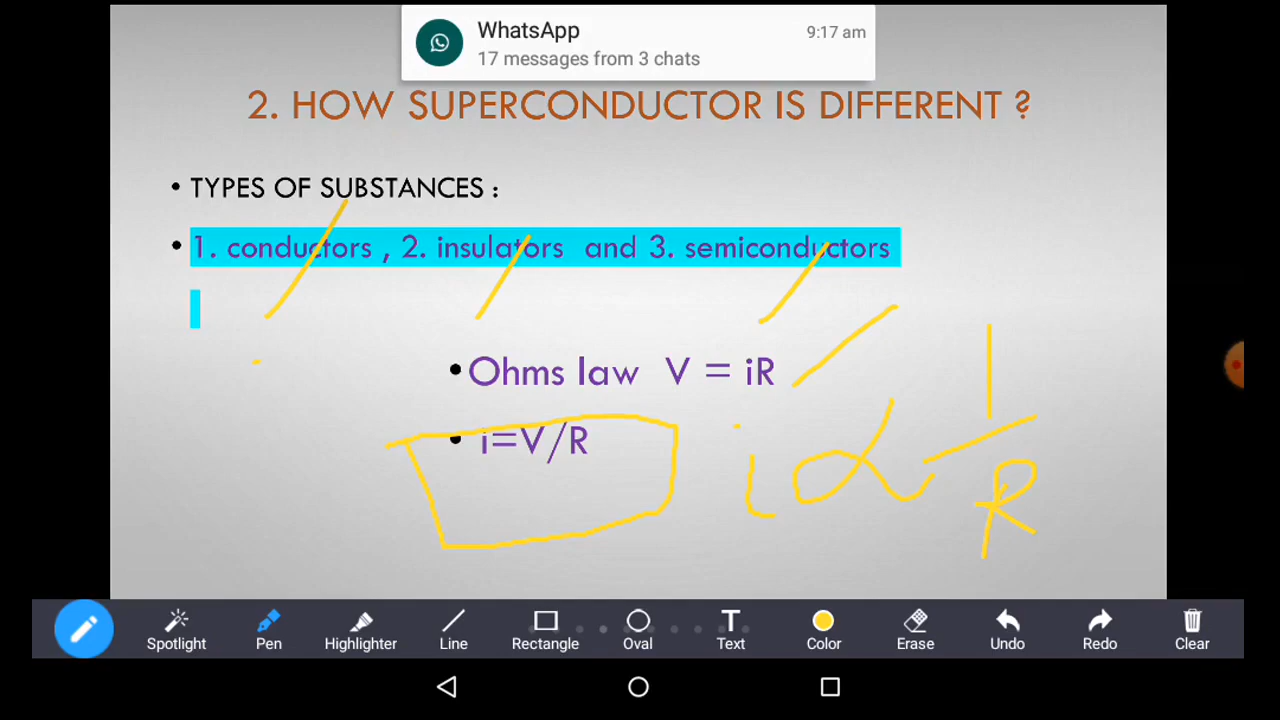 WhatsApp 9:17 am
17 messages from 3 chats
2. HOW SUPERCONDUCTOR IS DIFFERENT ?
• TYPES OF SUBSTANCES :
• 1. conductors , 2. insulators and 3. semiconductors
• Ohms law V = iR
• i=V/R
i ∝ 1/R
Spotlight Pen Highlighter Line Rectangle Oval Text Color Erase Undo Redo Clear